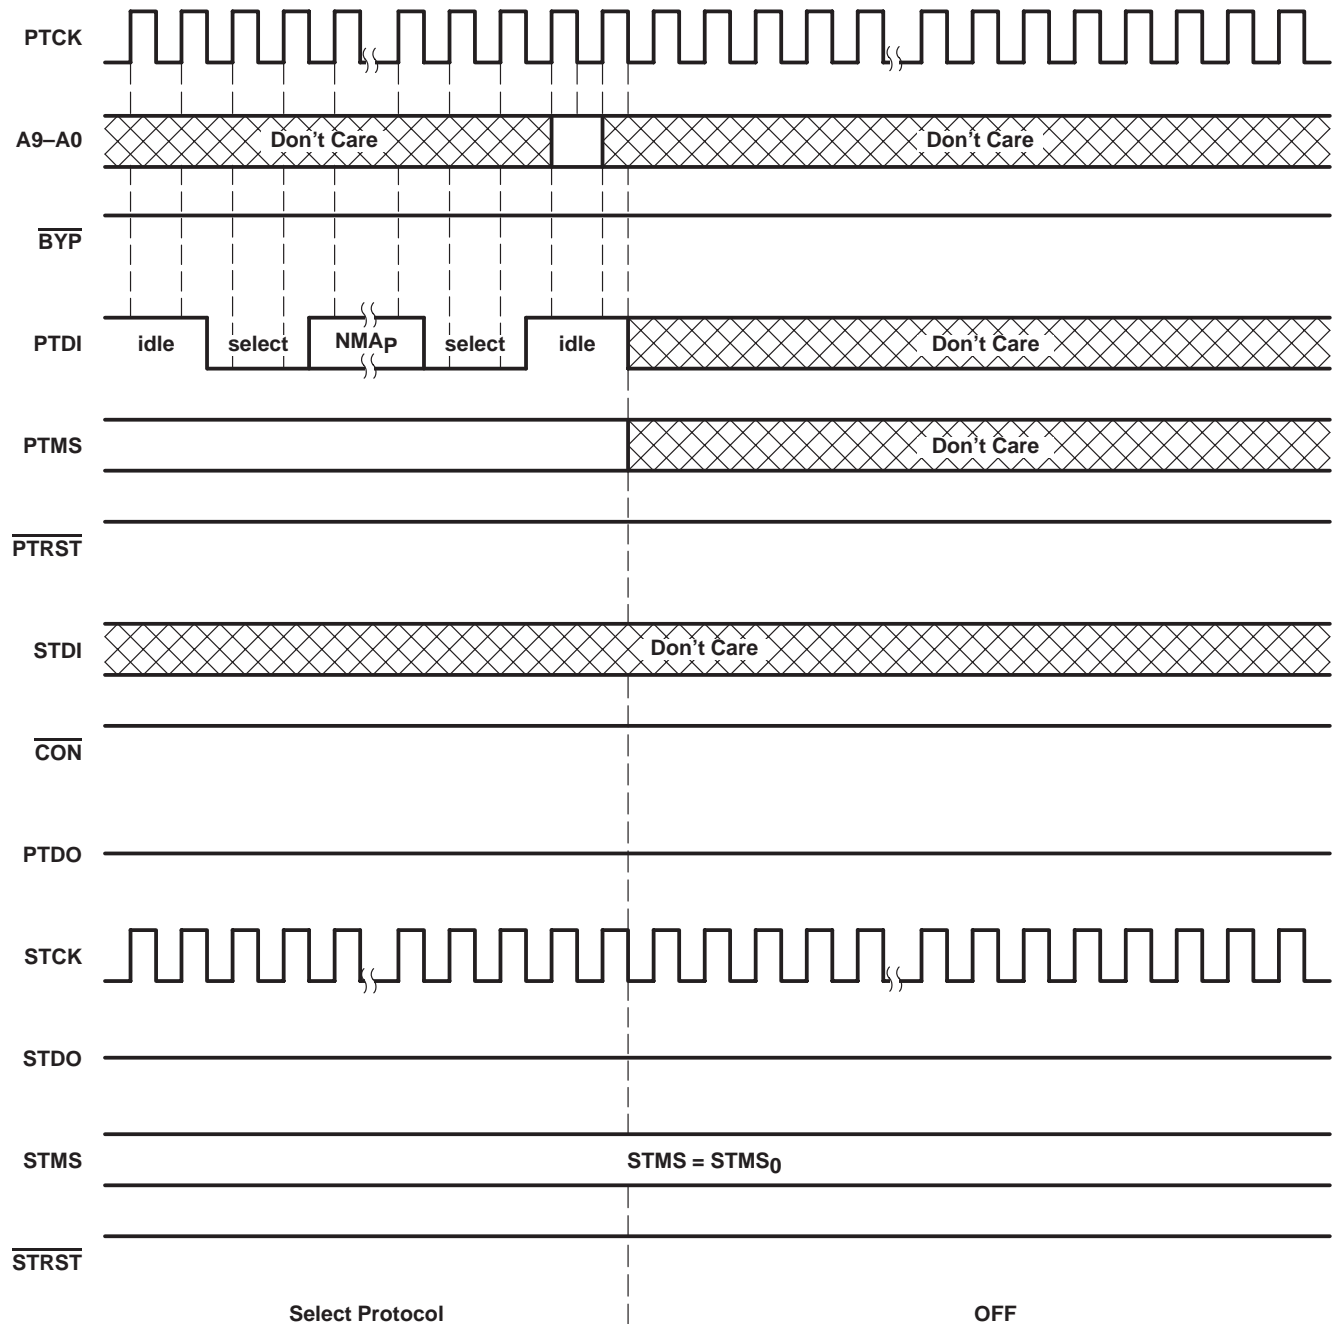 PTCK
A9–A0 Don't Care Don't Care
BYP
PTDI idle select NMAP select idle Don't Care
PTMS Don't Care
PTRST
STDI Don't Care
CON
PTDO
STCK
STDO
STMS STMS = STMS0
STRST
Select Protocol OFF